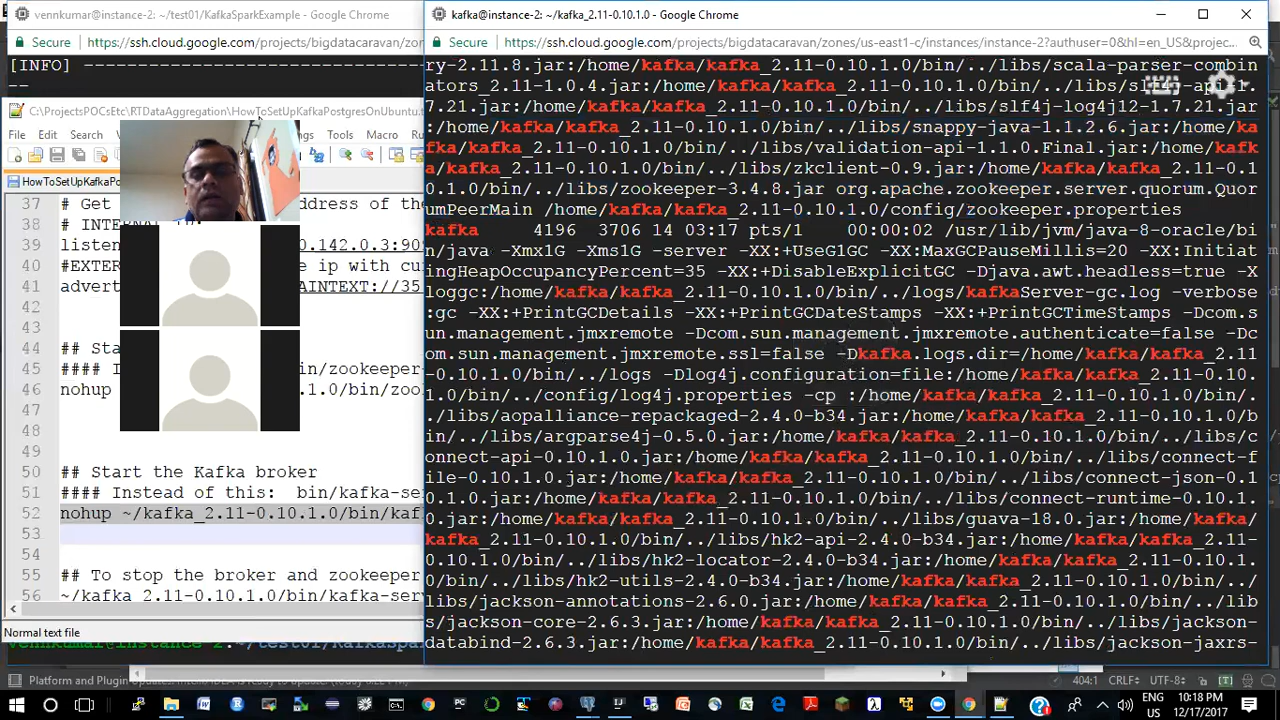 venkumar@instance-2: ~/test01/KafkaSparkExample - Google Chrome
Secure https://ssh.cloud.google.com/projects/bigdatacaravan/zo
[INFO] ----------------------------
--
C:\ProjectsPOCsEtc\RTDataAggregation\HowToSetUpKafkaPostgresOnUbuntu.
File Edit Tools Macro Run
HowToSetUpKafkaPo
37 # Get address of the
38 # INTERNAL
39 listen 0.142.0.3:90
40 #EXTER e ip with cu
41 advert AINTEXT://35
42
43
44 ## Sta
45 #### I in/zookeeper
46 nohup .1.0/bin/zoo
47
48
49
50 ## Start the Kafka broker
51 #### Instead of this: bin/kafka-se
52 nohup ~/kafka_2.11-0.10.1.0/bin/kaf
53
54
55 ## To stop the broker and zookeeper
56 ~/kafka_2.11-0.10.1.0/bin/kafka-ser
Normal text file
kafka@instance-2: ~/kafka_2.11-0.10.1.0 - Google Chrome
Secure https://ssh.cloud.google.com/projects/bigdatacaravan/zones/us-east1-c/instances/instance-2?authuser=0&hl=en_US&projec...
ry-2.11.8.jar:/home/kafka/kafka_2.11-0.10.1.0/bin/../libs/scala-parser-combin
ators_2.11-1.0.4.jar:/home/kafka/kafka_2.11-0.10.1.0/bin/../libs/slf4j-api-1.
7.21.jar:/home/kafka/kafka_2.11-0.10.1.0/bin/../libs/slf4j-log4j12-1.7.21.jar
:/home/kafka/kafka_2.11-0.10.1.0/bin/../libs/snappy-java-1.1.2.6.jar:/home/ka
fka/kafka_2.11-0.10.1.0/bin/../libs/validation-api-1.1.0.Final.jar:/home/kafk
a/kafka_2.11-0.10.1.0/bin/../libs/zkclient-0.9.jar:/home/kafka/kafka_2.11-0.1
0.1.0/bin/../libs/zookeeper-3.4.8.jar org.apache.zookeeper.server.quorum.Quor
umPeerMain /home/kafka/kafka_2.11-0.10.1.0/config/zookeeper.properties
kafka 4196 3706 14 03:17 pts/1 00:00:02 /usr/lib/jvm/java-8-oracle/bi
n/java -Xmx1G -Xms1G -server -XX:+UseG1GC -XX:MaxGCPauseMillis=20 -XX:Initiat
ingHeapOccupancyPercent=35 -XX:+DisableExplicitGC -Djava.awt.headless=true -X
loggc:/home/kafka/kafka_2.11-0.10.1.0/bin/../logs/kafkaServer-gc.log -verbose
:gc -XX:+PrintGCDetails -XX:+PrintGCDateStamps -XX:+PrintGCTimeStamps -Dcom.s
un.management.jmxremote -Dcom.sun.management.jmxremote.authenticate=false -Dc
om.sun.management.jmxremote.ssl=false -Dkafka.logs.dir=/home/kafka/kafka_2.11
-0.10.1.0/bin/../logs -Dlog4j.configuration=file:/home/kafka/kafka_2.11-0.10.
1.0/bin/../config/log4j.properties -cp :/home/kafka/kafka_2.11-0.10.1.0/bin/.
./libs/aopalliance-repackaged-2.4.0-b34.jar:/home/kafka/kafka_2.11-0.10.1.0/
bin/../libs/argparse4j-0.5.0.jar:/home/kafka/kafka_2.11-0.10.1.0/bin/../libs/c
onnect-api-0.10.1.0.jar:/home/kafka/kafka_2.11-0.10.1.0/bin/../libs/connect-f
ile-0.10.1.0.jar:/home/kafka/kafka_2.11-0.10.1.0/bin/../libs/connect-json-0.1
0.1.0.jar:/home/kafka/kafka_2.11-0.10.1.0/bin/../libs/connect-runtime-0.10.1.
0.jar:/home/kafka/kafka_2.11-0.10.1.0/bin/../libs/guava-18.0.jar:/home/kafka/
kafka_2.11-0.10.1.0/bin/../libs/hk2-api-2.4.0-b34.jar:/home/kafka/kafka_2.11-
0.10.1.0/bin/../libs/hk2-locator-2.4.0-b34.jar:/home/kafka/kafka_2.11-0.10.1.
0/bin/../libs/hk2-utils-2.4.0-b34.jar:/home/kafka/kafka_2.11-0.10.1.0/bin/../
libs/jackson-annotations-2.6.0.jar:/home/kafka/kafka_2.11-0.10.1.0/bin/../lib
s/jackson-core-2.6.3.jar:/home/kafka/kafka_2.11-0.10.1.0/bin/../libs/jackson-
databind-2.6.3.jar:/home/kafka/kafka_2.11-0.10.1.0/bin/../libs/jackson-jaxrs-
404:1 CRLF÷ UTF-8÷
ENG 10:18 PM
US 12/17/2017